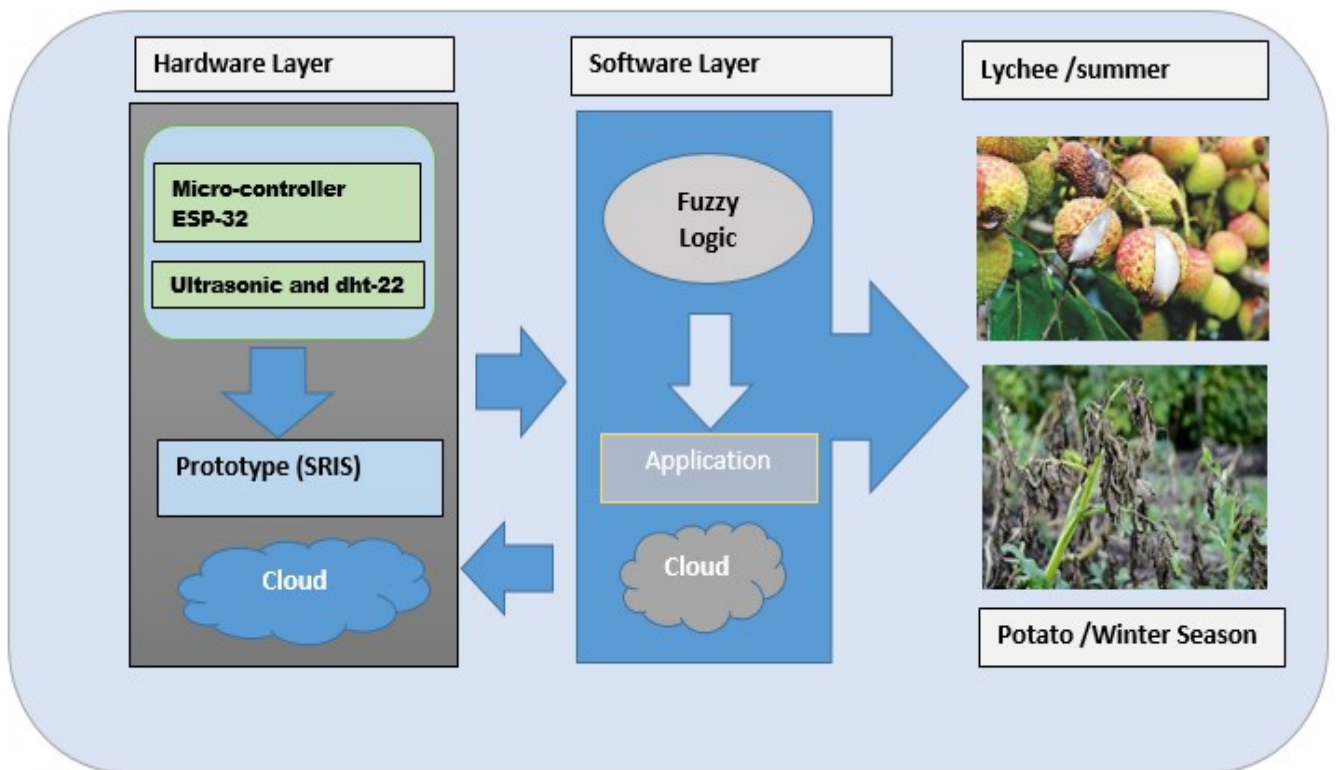 Hardware Layer
Micro-controller
ESP-32
Ultrasonic and dht-22
Prototype (SRIS)
Cloud
Software Layer
Fuzzy
Logic
Application
Cloud
Lychee /summer
Potato /Winter Season